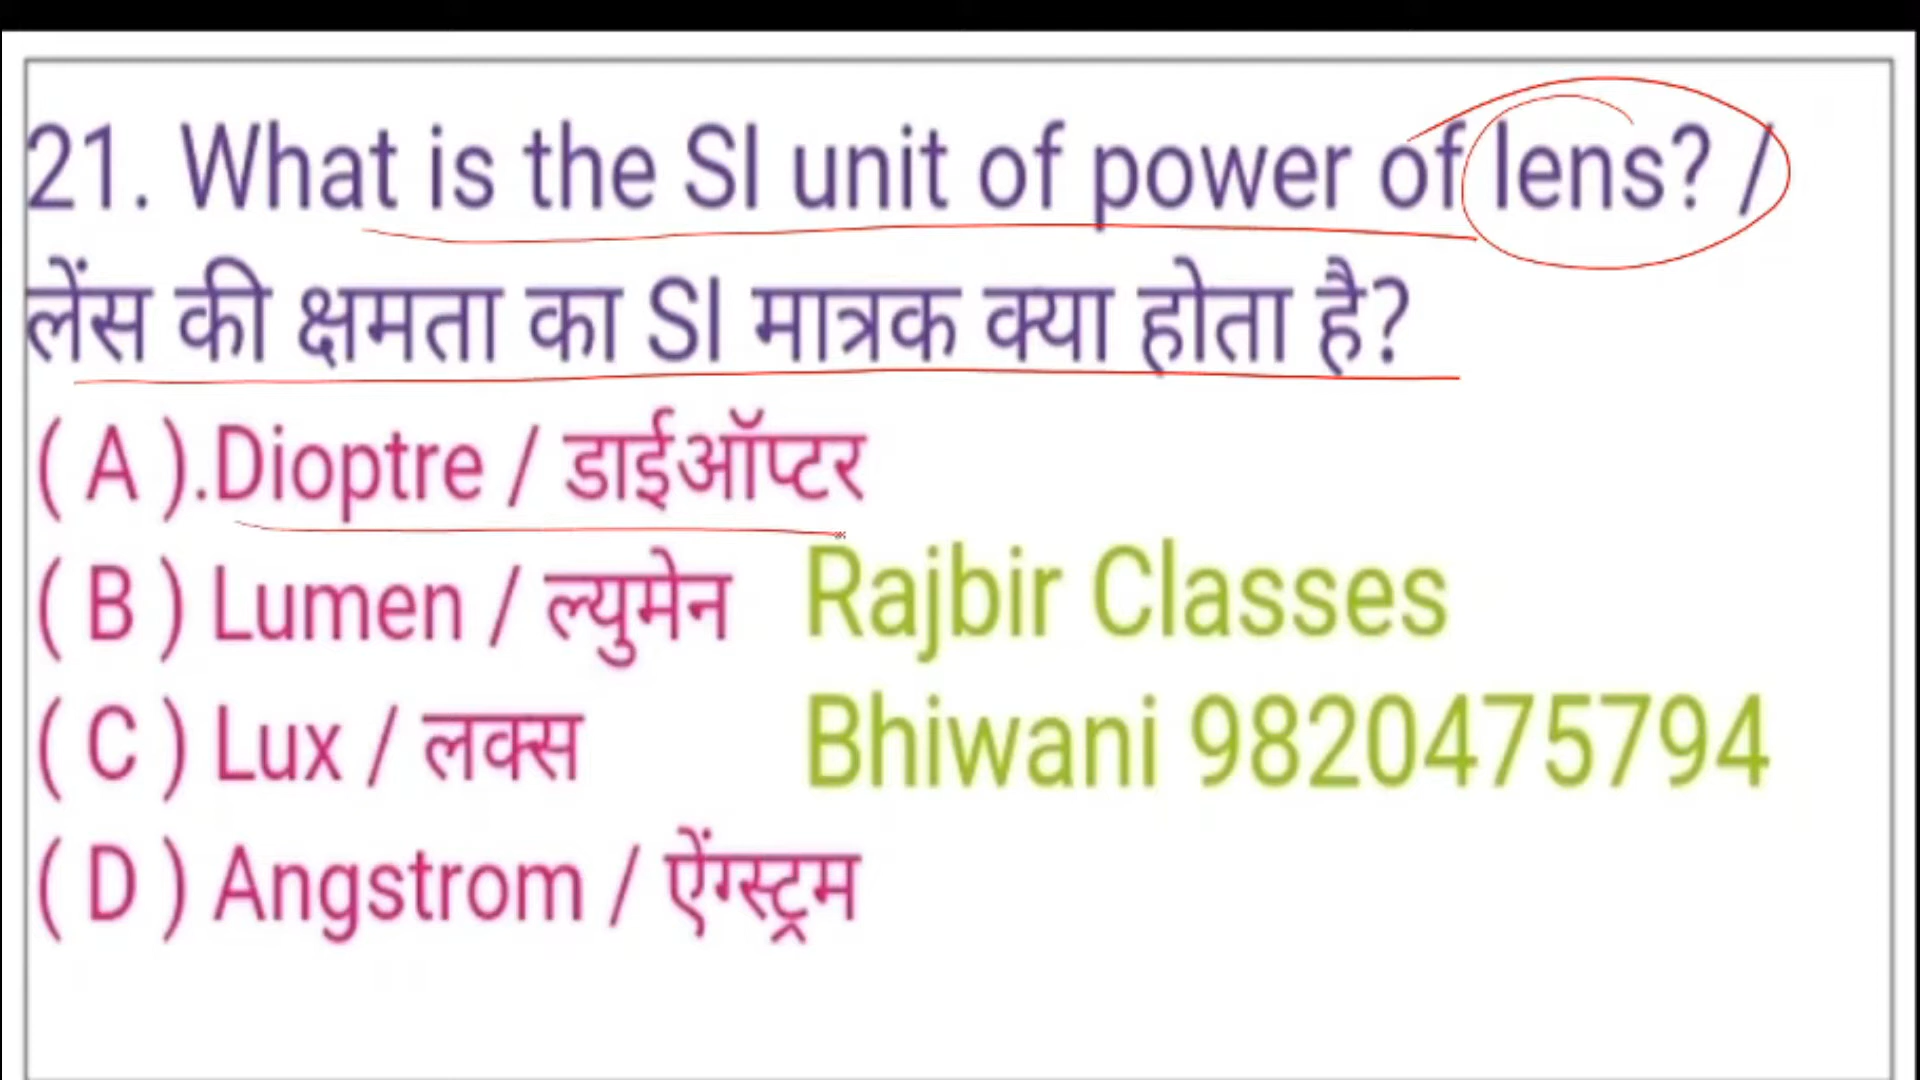 21. What is the SI unit of power of lens? /
लेंस की क्षमता का SI मात्रक क्या होता है?
( A ).Dioptre / डाईऑप्टर
( B ) Lumen / ल्युमेन
( C ) Lux / लक्स
( D ) Angstrom / ऐंग्स्ट्रम
Rajbir Classes
Bhiwani 9820475794